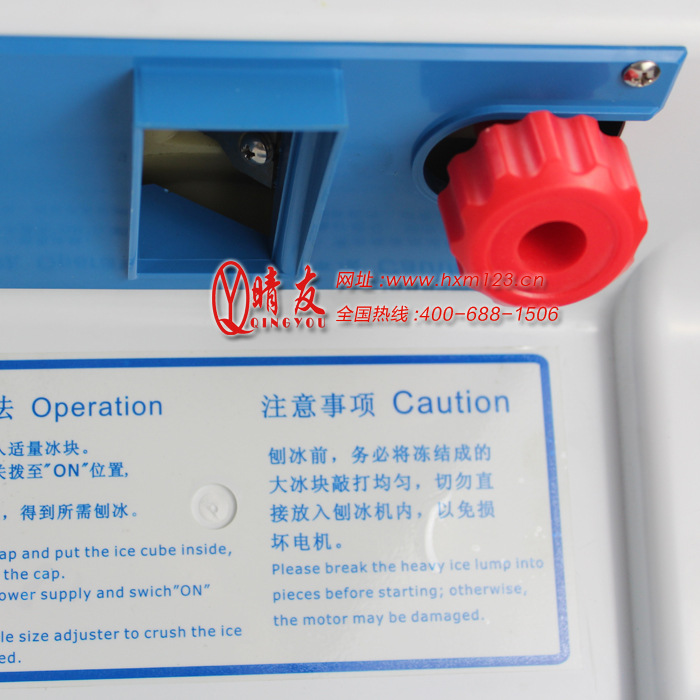 网址:www.hxm123.cn
晴友
QINGYOU
全国热线:400-688-1506
法 Operation
适量冰块。
拨至"ON"位置,
,得到所需刨冰。
ap and put the ice cube inside,
the cap.
ower supply and swich"ON"
le size adjuster to crush the ice
ed.
注意事项 Caution
刨冰前，务必将冻结成的
大冰块敲打均匀，切勿直
接放入刨冰机内，以免损
坏电机。
Please break the heavy ice lump into
pieces before starting; otherwise,
the motor may be damaged.